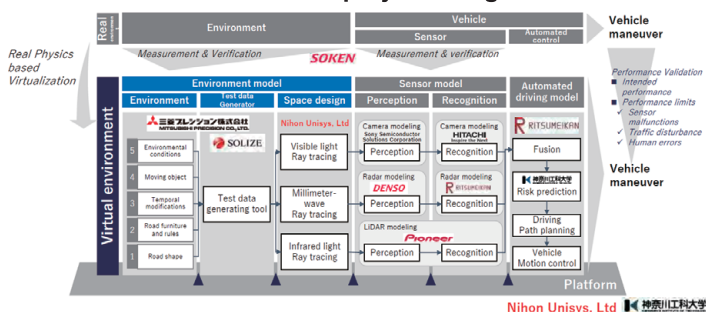 Real
Environment
Vehicle
Sensor
Automated
control
Vehicle
maneuver
Real Physics
based
Virtualization
Measurement & Verification
SOKEN
Measurement & verification
Performance Validation
Intended
performance
Performance limits
✓ Sensor
malfunctions
✓ Traffic disturbance
✓ Human errors
Vehicle
maneuver
Virtual environment
Environment model
Sensor model
Automated
driving model
Environment
Test data
Generator
Space design
Perception
Recognition
三菱プレシジョン株式会社
MITSUBISHI PRECISION CO., LTD.
SOLIZE
Nihon Unisys, Ltd
Camera modeling
Sony Semiconductor
Solutions Corporation
Perception
Camera modeling
HITACHI
Inspire the Next
Recognition
RITSUMEIKAN
Fusion
5
Environmental
conditions
4
Moving object
3
Temporal
modifications
2
Road furniture
and rules
1
Road shape
Test data
generating tool
Visible light
Ray tracing
Millimeter-
wave
Ray tracing
Infrared light
Ray tracing
Radar modeling
DENSO
Perception
Radar modeling
RITSUMEIKAN
Recognition
LiDAR modeling
Pioneer
Perception
Recognition
神奈川工科大学
Risk prediction
Driving
Path planning
Vehicle
Motion control
Platform
Nihon Unisys, Ltd
神奈川工科大学